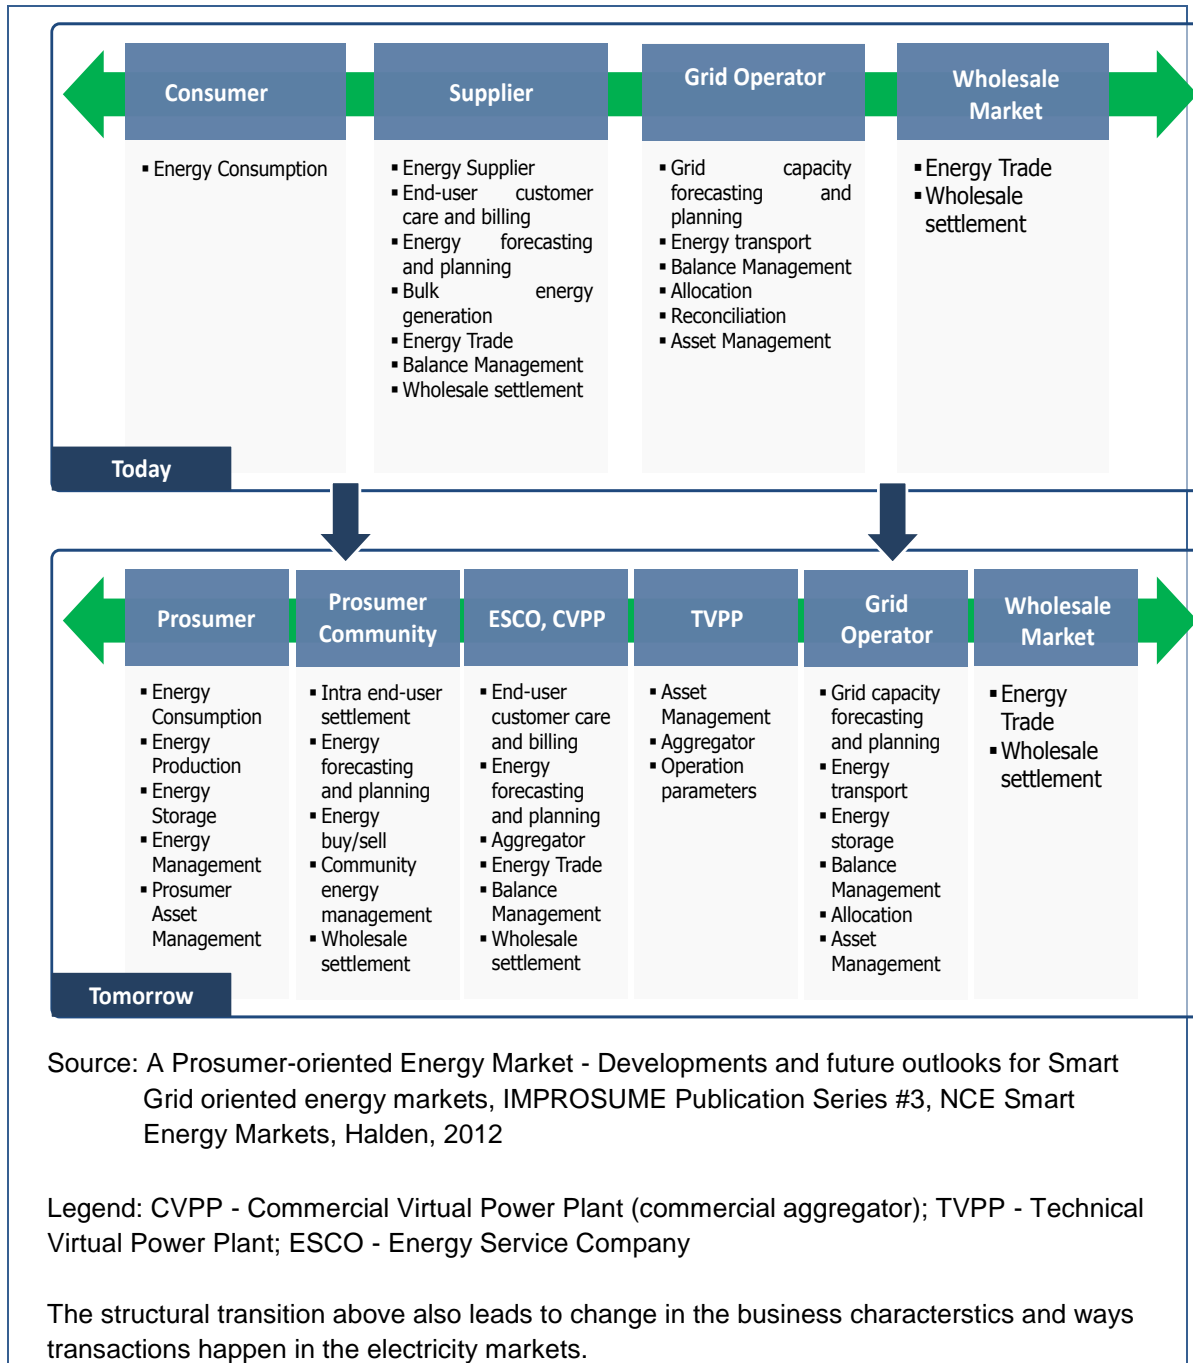 Consumer
Supplier
Grid Operator
Wholesale
Market
▪ Energy Consumption
▪ Energy Supplier
▪ End-user customer
care and billing
▪ Energy forecasting
and planning
▪ Bulk energy
generation
▪ Energy Trade
▪ Balance Management
▪ Wholesale settlement
▪ Grid capacity
forecasting and
planning
▪ Energy transport
▪ Balance Management
▪ Allocation
▪ Reconciliation
▪ Asset Management
▪ Energy Trade
▪ Wholesale
settlement
Today
Prosumer
Prosumer
Community
ESCO, CVPP
TVPP
Grid
Operator
Wholesale
Market
▪ Energy
Consumption
▪ Energy
Production
▪ Energy
Storage
▪ Energy
Management
▪ Prosumer
Asset
Management
▪ Intra end-user
settlement
▪ Energy
forecasting
and planning
▪ Energy
buy/sell
▪ Community
energy
management
▪ Wholesale
settlement
▪ End-user
customer care
and billing
▪ Energy
forecasting
and planning
▪ Aggregator
▪ Energy Trade
▪ Balance
Management
▪ Wholesale
settlement
▪ Asset
Management
▪ Aggregator
▪ Operation
parameters
▪ Grid capacity
forecasting
and planning
▪ Energy
transport
▪ Energy
storage
▪ Balance
Management
▪ Allocation
▪ Asset
Management
▪ Energy
Trade
▪ Wholesale
settlement
Tomorrow
Source: A Prosumer-oriented Energy Market - Developments and future outlooks for Smart
Grid oriented energy markets, IMPROSUME Publication Series #3, NCE Smart
Energy Markets, Halden, 2012
Legend: CVPP - Commercial Virtual Power Plant (commercial aggregator); TVPP - Technical
Virtual Power Plant; ESCO - Energy Service Company
The structural transition above also leads to change in the business characterstics and ways
transactions happen in the electricity markets.